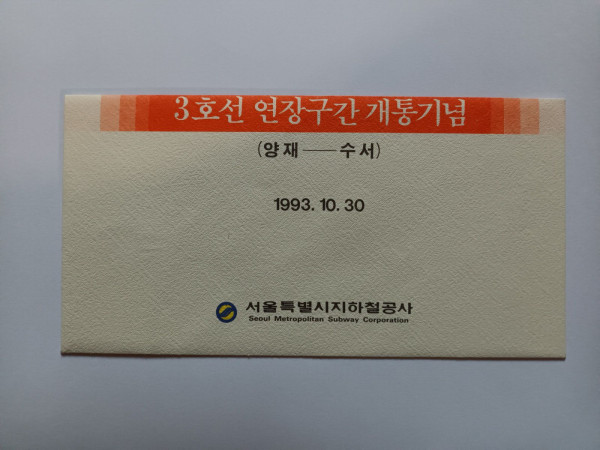 3호선 연장구간 개통기념
(양재──수서)
1993. 10. 30
서울특별시지하철공사
Seoul Metropolitan Subway Corporation